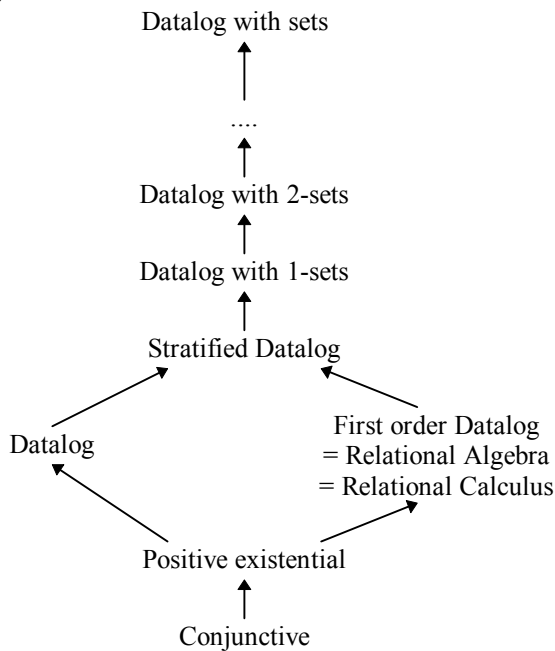 Datalog with sets
....
Datalog with 2-sets
Datalog with 1-sets
Stratified Datalog
Datalog
First order Datalog
= Relational Algebra
= Relational Calculus
Positive existential
Conjunctive